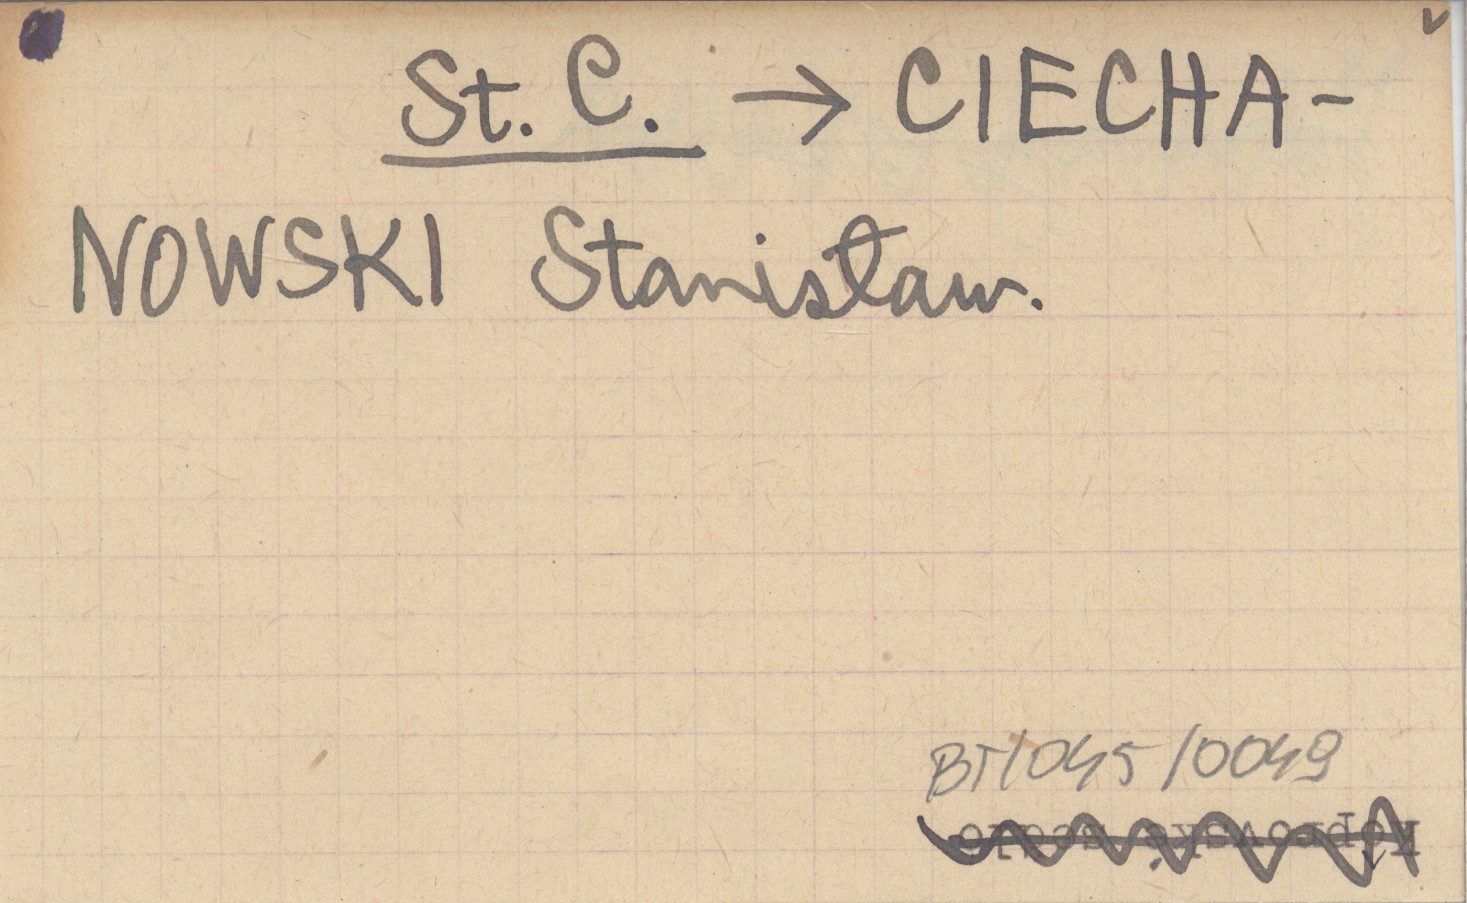 St. C. → CIECHA-
NOWSKI Stanisław.
BT/045/0049